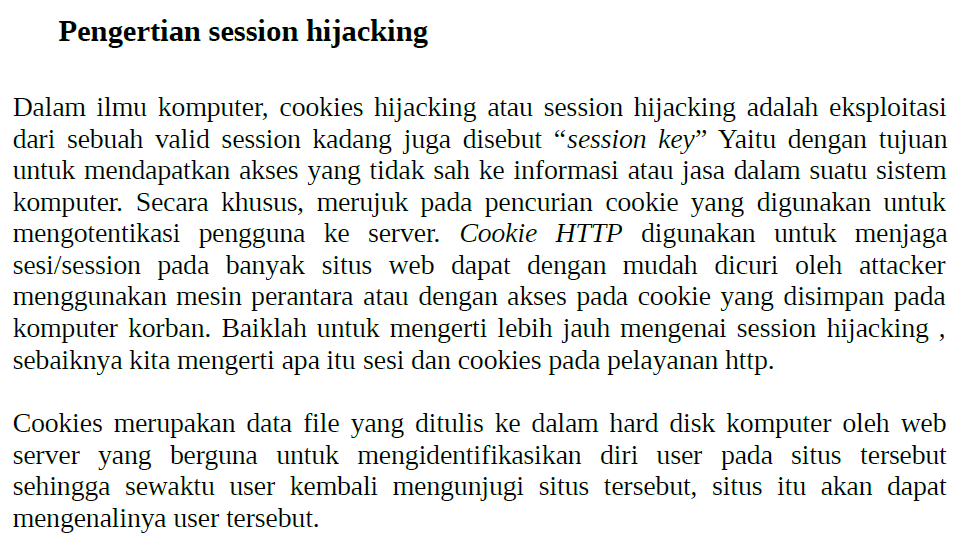 Pengertian session hijacking
Dalam ilmu komputer, cookies hijacking atau session hijacking adalah eksploitasi
dari sebuah valid session kadang juga disebut “session key” Yaitu dengan tujuan
untuk mendapatkan akses yang tidak sah ke informasi atau jasa dalam suatu sistem
komputer. Secara khusus, merujuk pada pencurian cookie yang digunakan untuk
mengotentikasi pengguna ke server. Cookie HTTP digunakan untuk menjaga
sesi/session pada banyak situs web dapat dengan mudah dicuri oleh attacker
menggunakan mesin perantara atau dengan akses pada cookie yang disimpan pada
komputer korban. Baiklah untuk mengerti lebih jauh mengenai session hijacking ,
sebaiknya kita mengerti apa itu sesi dan cookies pada pelayanan http.
Cookies merupakan data file yang ditulis ke dalam hard disk komputer oleh web
server yang berguna untuk mengidentifikasikan diri user pada situs tersebut
sehingga sewaktu user kembali mengunjugi situs tersebut, situs itu akan dapat
mengenalinya user tersebut.